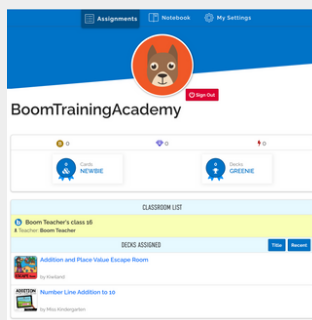 Assignments Notebook My Settings
Sign Out
BoomTrainingAcademy
0 0 0
0 Cards NEWBIE
0 Decks GREENIE
CLASSROOM LIST
Boom Teacher's class 16
Teacher: Boom Teacher
DECKS ASSIGNED Title Recent
Addition and Place Value Escape Room
Number Line Addition to 10
by Miss Kindergarten